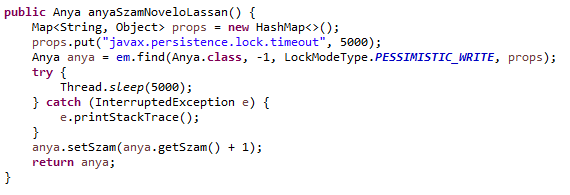 public Anya anyaSzamNoveloLassan() {
    Map<String, Object> props = new HashMap<>();
    props.put("javax.persistence.lock.timeout", 5000);
    Anya anya = em.find(Anya.class, -1, LockModeType.PESSIMISTIC_WRITE, props);
    try {
        Thread.sleep(5000);
    } catch (InterruptedException e) {
        e.printStackTrace();
    }
    anya.setSzam(anya.getSzam() + 1);
    return anya;
}